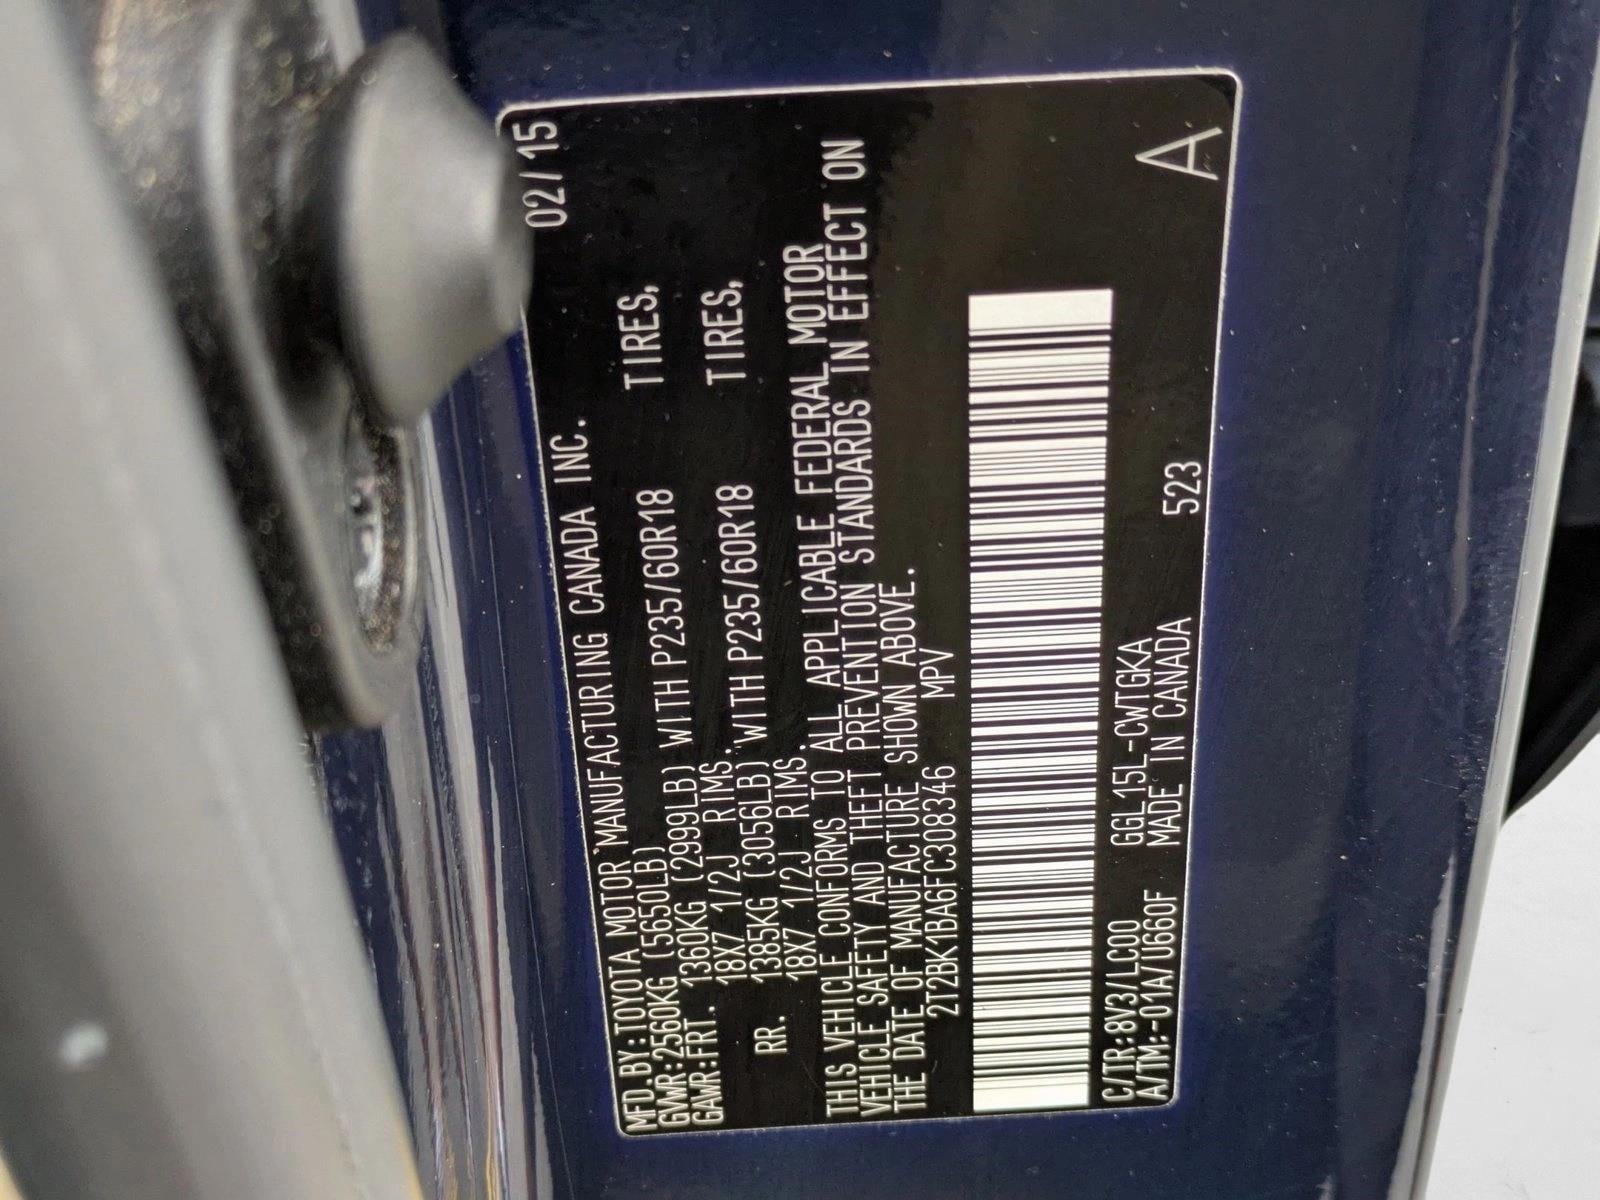 MFD.BY:TOYOTA MOTOR MANUFACTURING CANADA INC. 02/15
GVWR:2560KG (5650LB)
GAWR:FRT. 1360KG (2999LB) WITH P235/60R18 TIRES,
18X7 1/2J RIMS.
RR. 1385KG (3056LB) WITH P235/60R18 TIRES,
18X7 1/2J RIMS.
THIS VEHICLE CONFORMS TO ALL APPLICABLE FEDERAL MOTOR
VEHICLE SAFETY AND THEFT PREVENTION STANDARDS IN EFFECT ON
THE DATE OF MANUFACTURE SHOWN ABOVE.
2T2BK1BA6FC308346 MPV
C/TR:8V3/LC00 GGL15L-CWTGKA
A/TM:-01A/U660F MADE IN CANADA 523
A